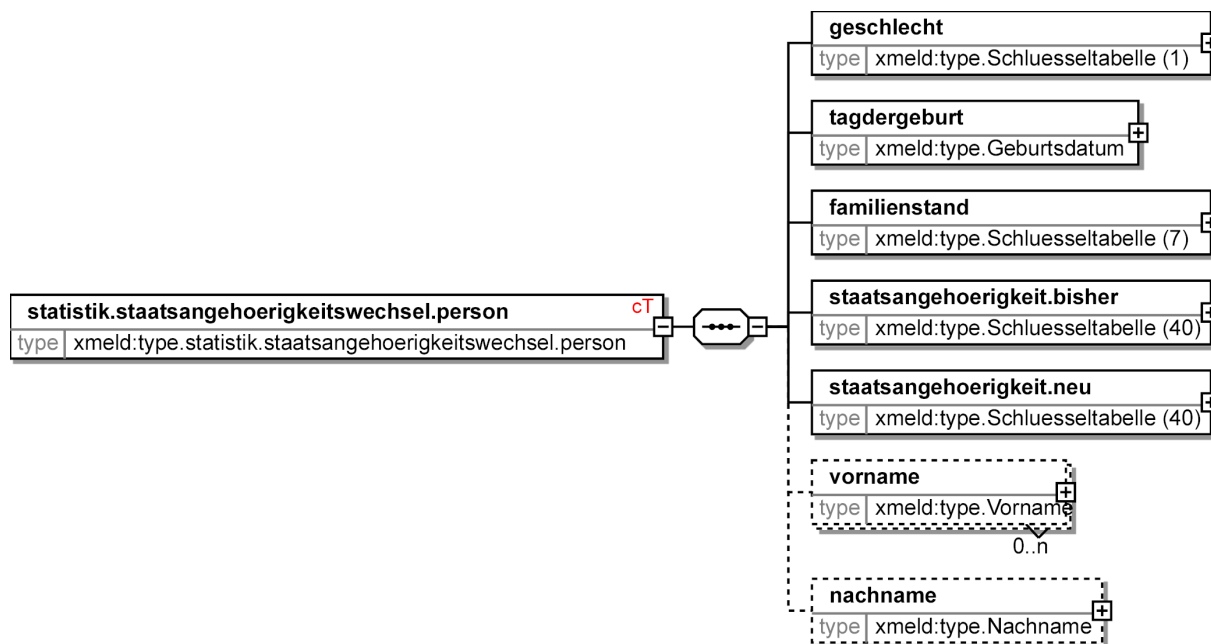 geschlecht
type xmeld:type.Schluesseltabelle (1)
tagdergeburt
type xmeld:type.Geburtsdatum
familienstand
type xmeld:type.Schluesseltabelle (7)
statistik.staatsangehoerigkeitswechsel.person cT
type xmeld:type.statistik.staatsangehoerigkeitswechsel.person
staatsangehoerigkeit.bisher
type xmeld:type.Schluesseltabelle (40)
staatsangehoerigkeit.neu
type xmeld:type.Schluesseltabelle (40)
vorname
type xmeld:type.Vorname
0..n
nachname
type xmeld:type.Nachname